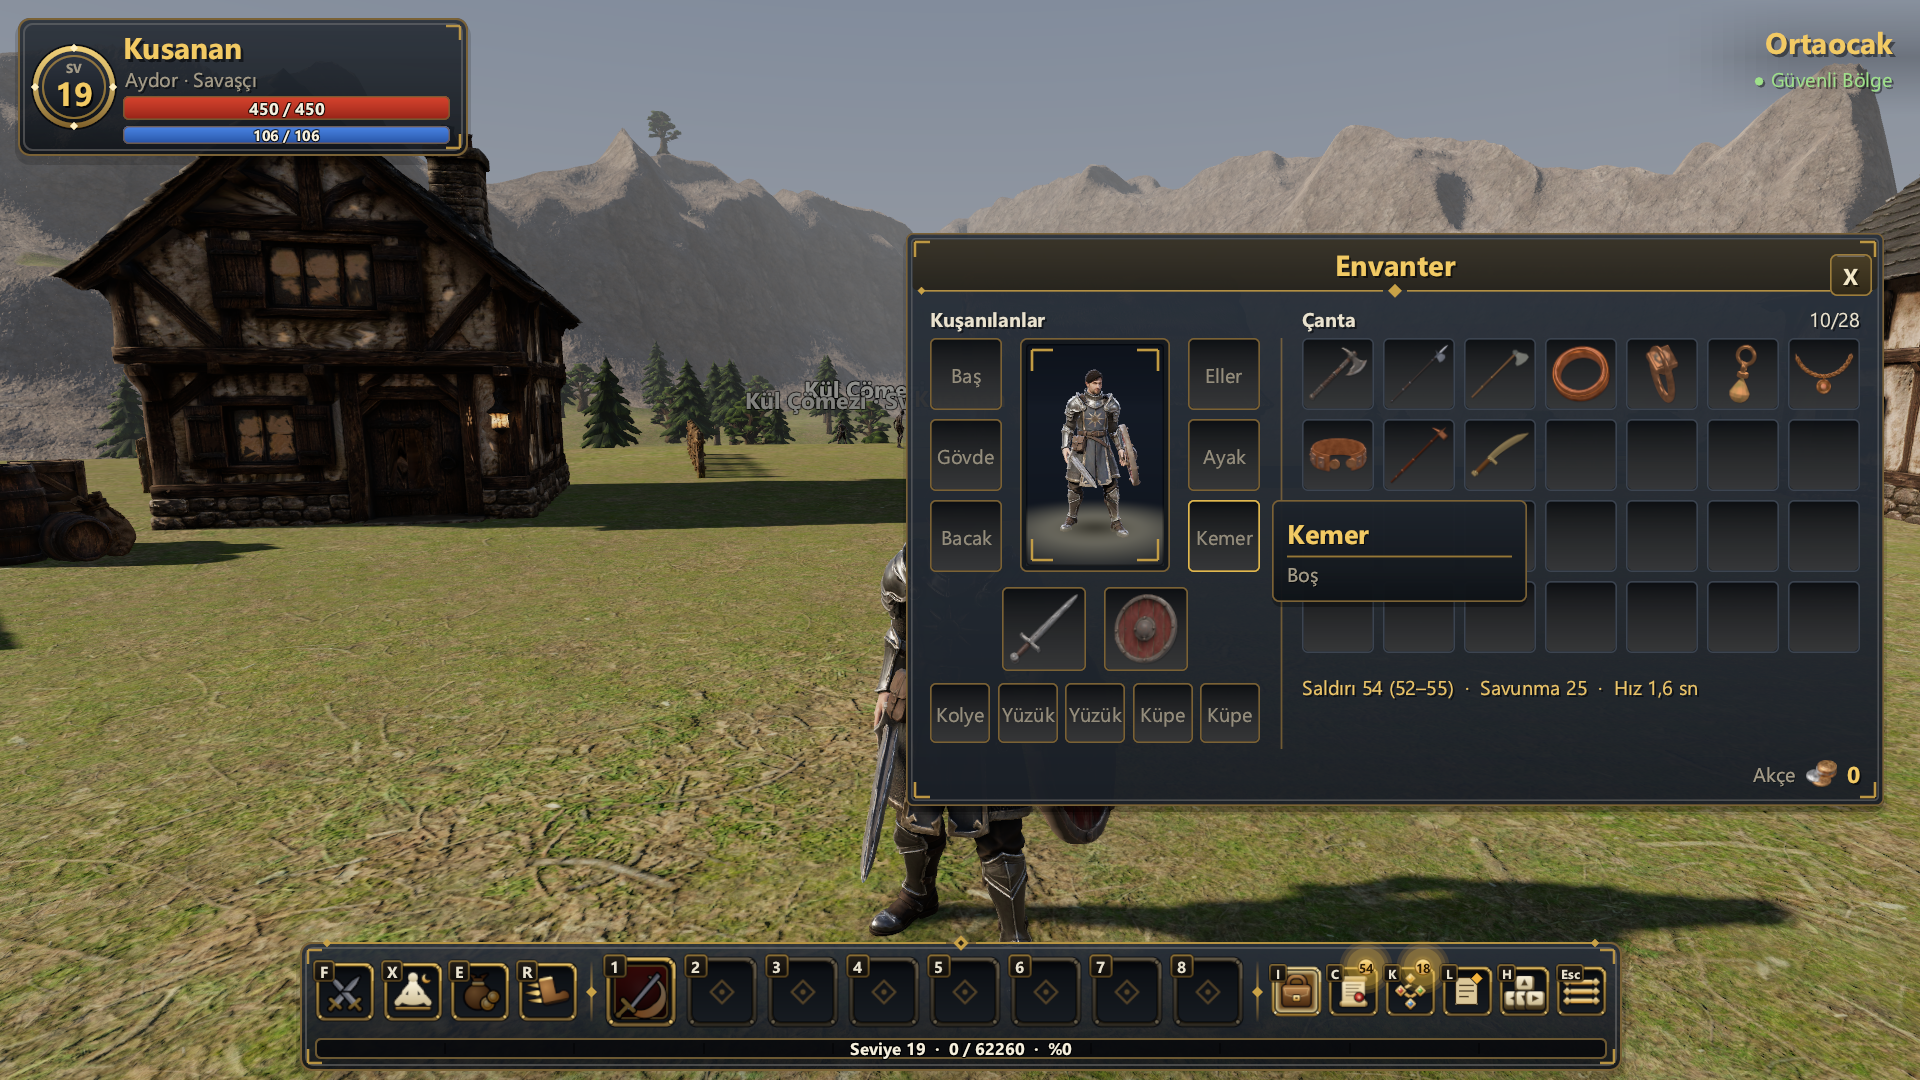 SV
19
Kusanan
Aydor · Savaşçı
450 / 450
106 / 106
Ortaocak
Güvenli Bölge
Kül Çömezi
Envanter
X
Kuşanılanlar
Çanta
10/28
Baş
Eller
Gövde
Ayak
Bacak
Kemer
Kemer
Boş
Kolye
Yüzük
Yüzük
Küpe
Küpe
Saldırı 54 (52–55) · Savunma 25 · Hız 1,6 sn
Akçe 0
F
X
E
R
1
2
3
4
5
6
7
8
I
C
54
K
18
L
H
Esc
Seviye 19 · 0 / 62260 · %0